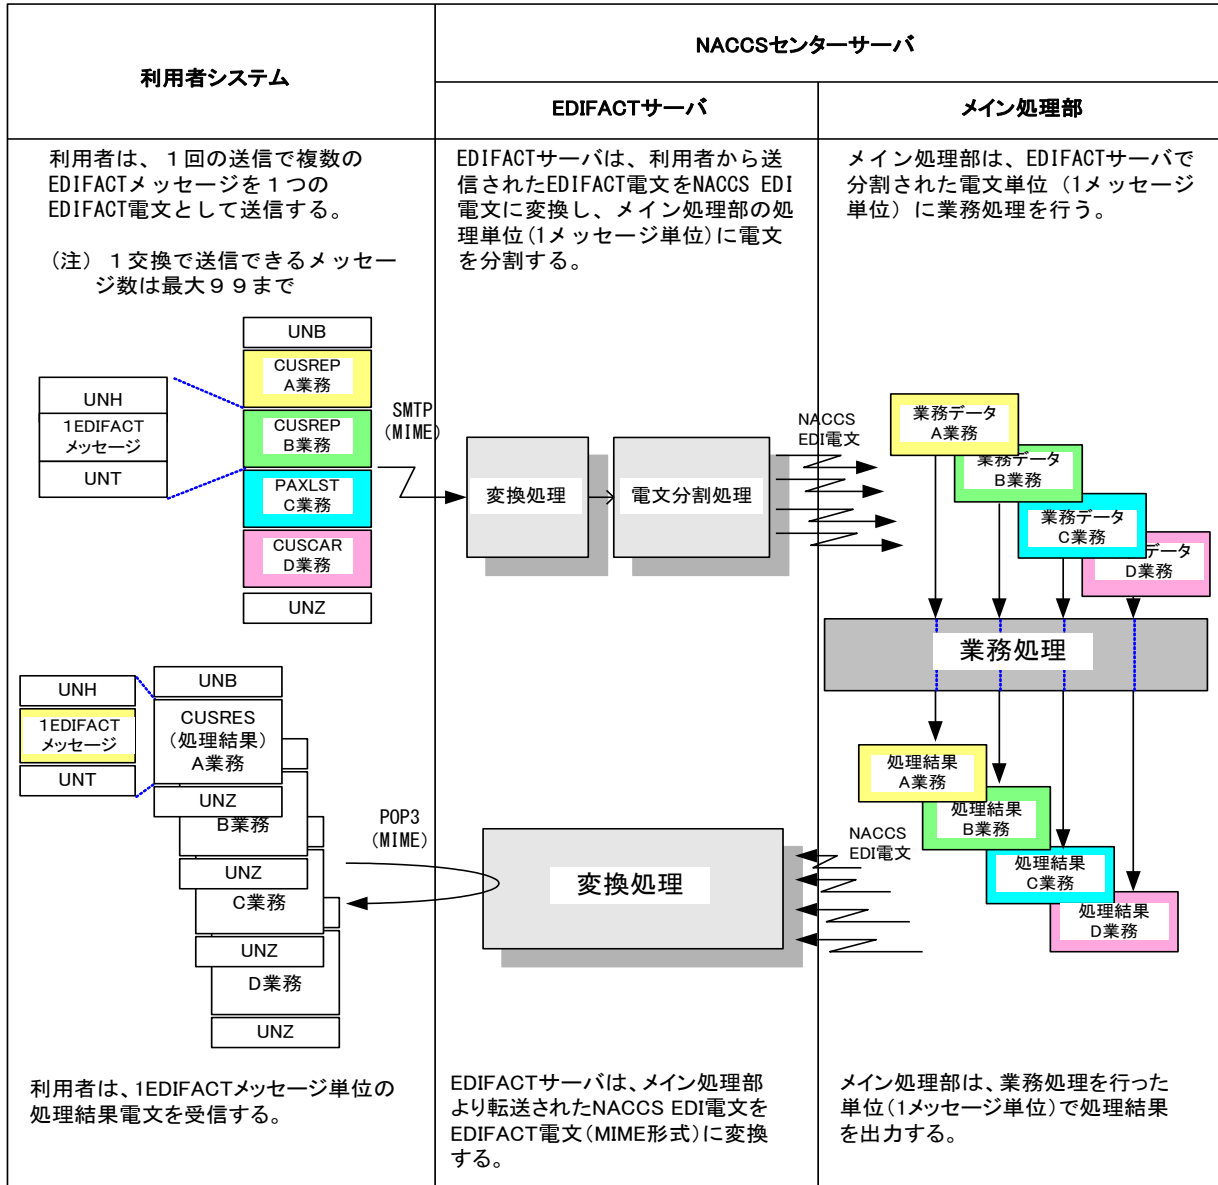 利用者システム
NACCSセンターサーバ
EDIFACTサーバ
メイン処理部
利用者は、１回の送信で複数の
EDIFACTメッセージを１つの
EDIFACT電文として送信する。
（注）１交換で送信できるメッセー
ジ数は最大９９まで
EDIFACTサーバは、利用者から送
信されたEDIFACT電文をNACCS EDI
電文に変換し、メイン処理部の処
理単位(1メッセージ単位)に電文
を分割する。
メイン処理部は、EDIFACTサーバで
分割された電文単位（1メッセージ
単位）に業務処理を行う。
UNB
CUSREP
A業務
CUSREP
B業務
PAXLST
C業務
CUSCAR
D業務
UNZ
UNH
1EDIFACT
メッセージ
UNT
SMTP
(MIME)
変換処理
電文分割処理
NACCS
EDI電文
業務データ
A業務
業務データ
B業務
業務データ
C業務
データ
D業務
業務処理
UNH
1EDIFACT
メッセージ
UNT
UNB
CUSRES
(処理結果)
A業務
UNZ
B業務
UNZ
C業務
UNZ
D業務
UNZ
POP3
(MIME)
変換処理
NACCS
EDI電文
処理結果
A業務
処理結果
B業務
処理結果
C業務
処理結果
D業務
利用者は、1EDIFACTメッセージ単位の
処理結果電文を受信する。
EDIFACTサーバは、メイン処理部
より転送されたNACCS EDI電文を
EDIFACT電文(MIME形式)に変換
する。
メイン処理部は、業務処理を行った
単位(1メッセージ単位)で処理結果
を出力する。